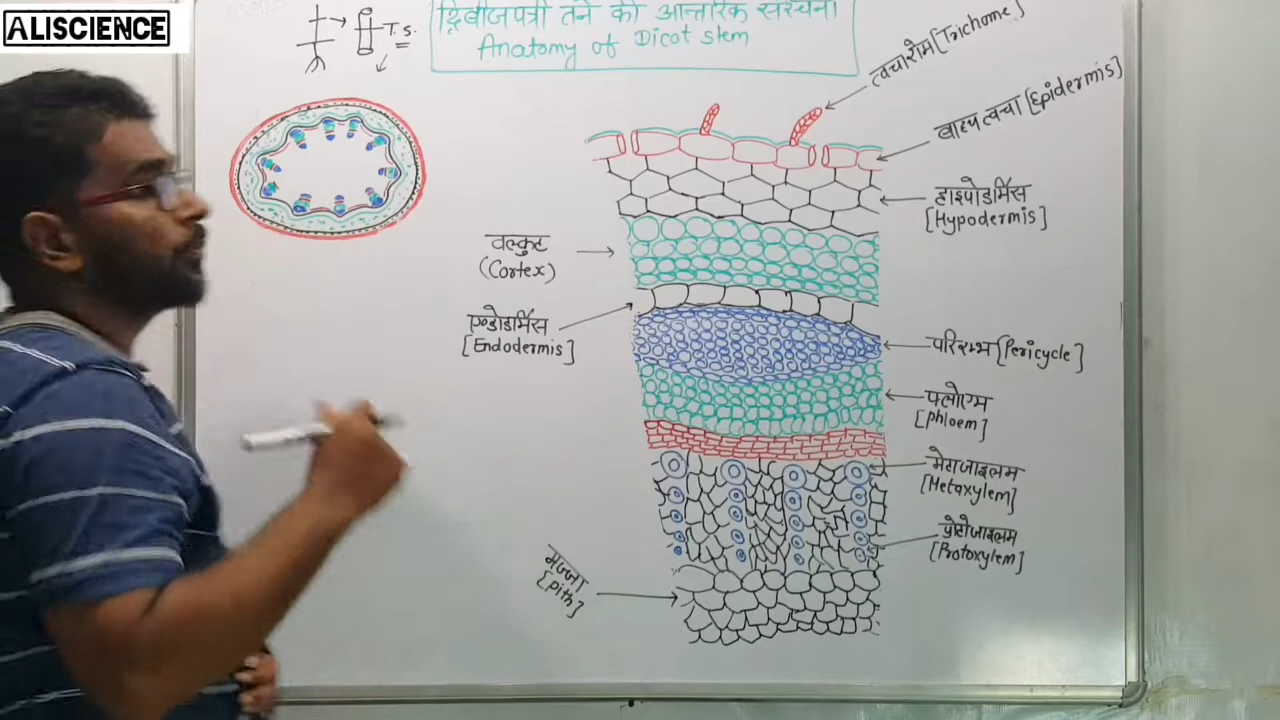 ALISCIENCE
T.S.
द्विबीजपत्री तने की आन्तरिक संरचना
Anatomy of Dicot stem
त्वचारोम [Trichome]
बाह्य त्वचा [Epidermis]
हाइपोडर्मिस
[Hypodermis]
वल्कुट
(Cortex)
एण्डोडर्मिस
[Endodermis]
परिरम्भ [Pericycle]
फ्लोएम
[Phloem]
मेटाजाइलम
[Metaxylem]
प्रोटोजाइलम
[Protoxylem]
मज्जा
[Pith]